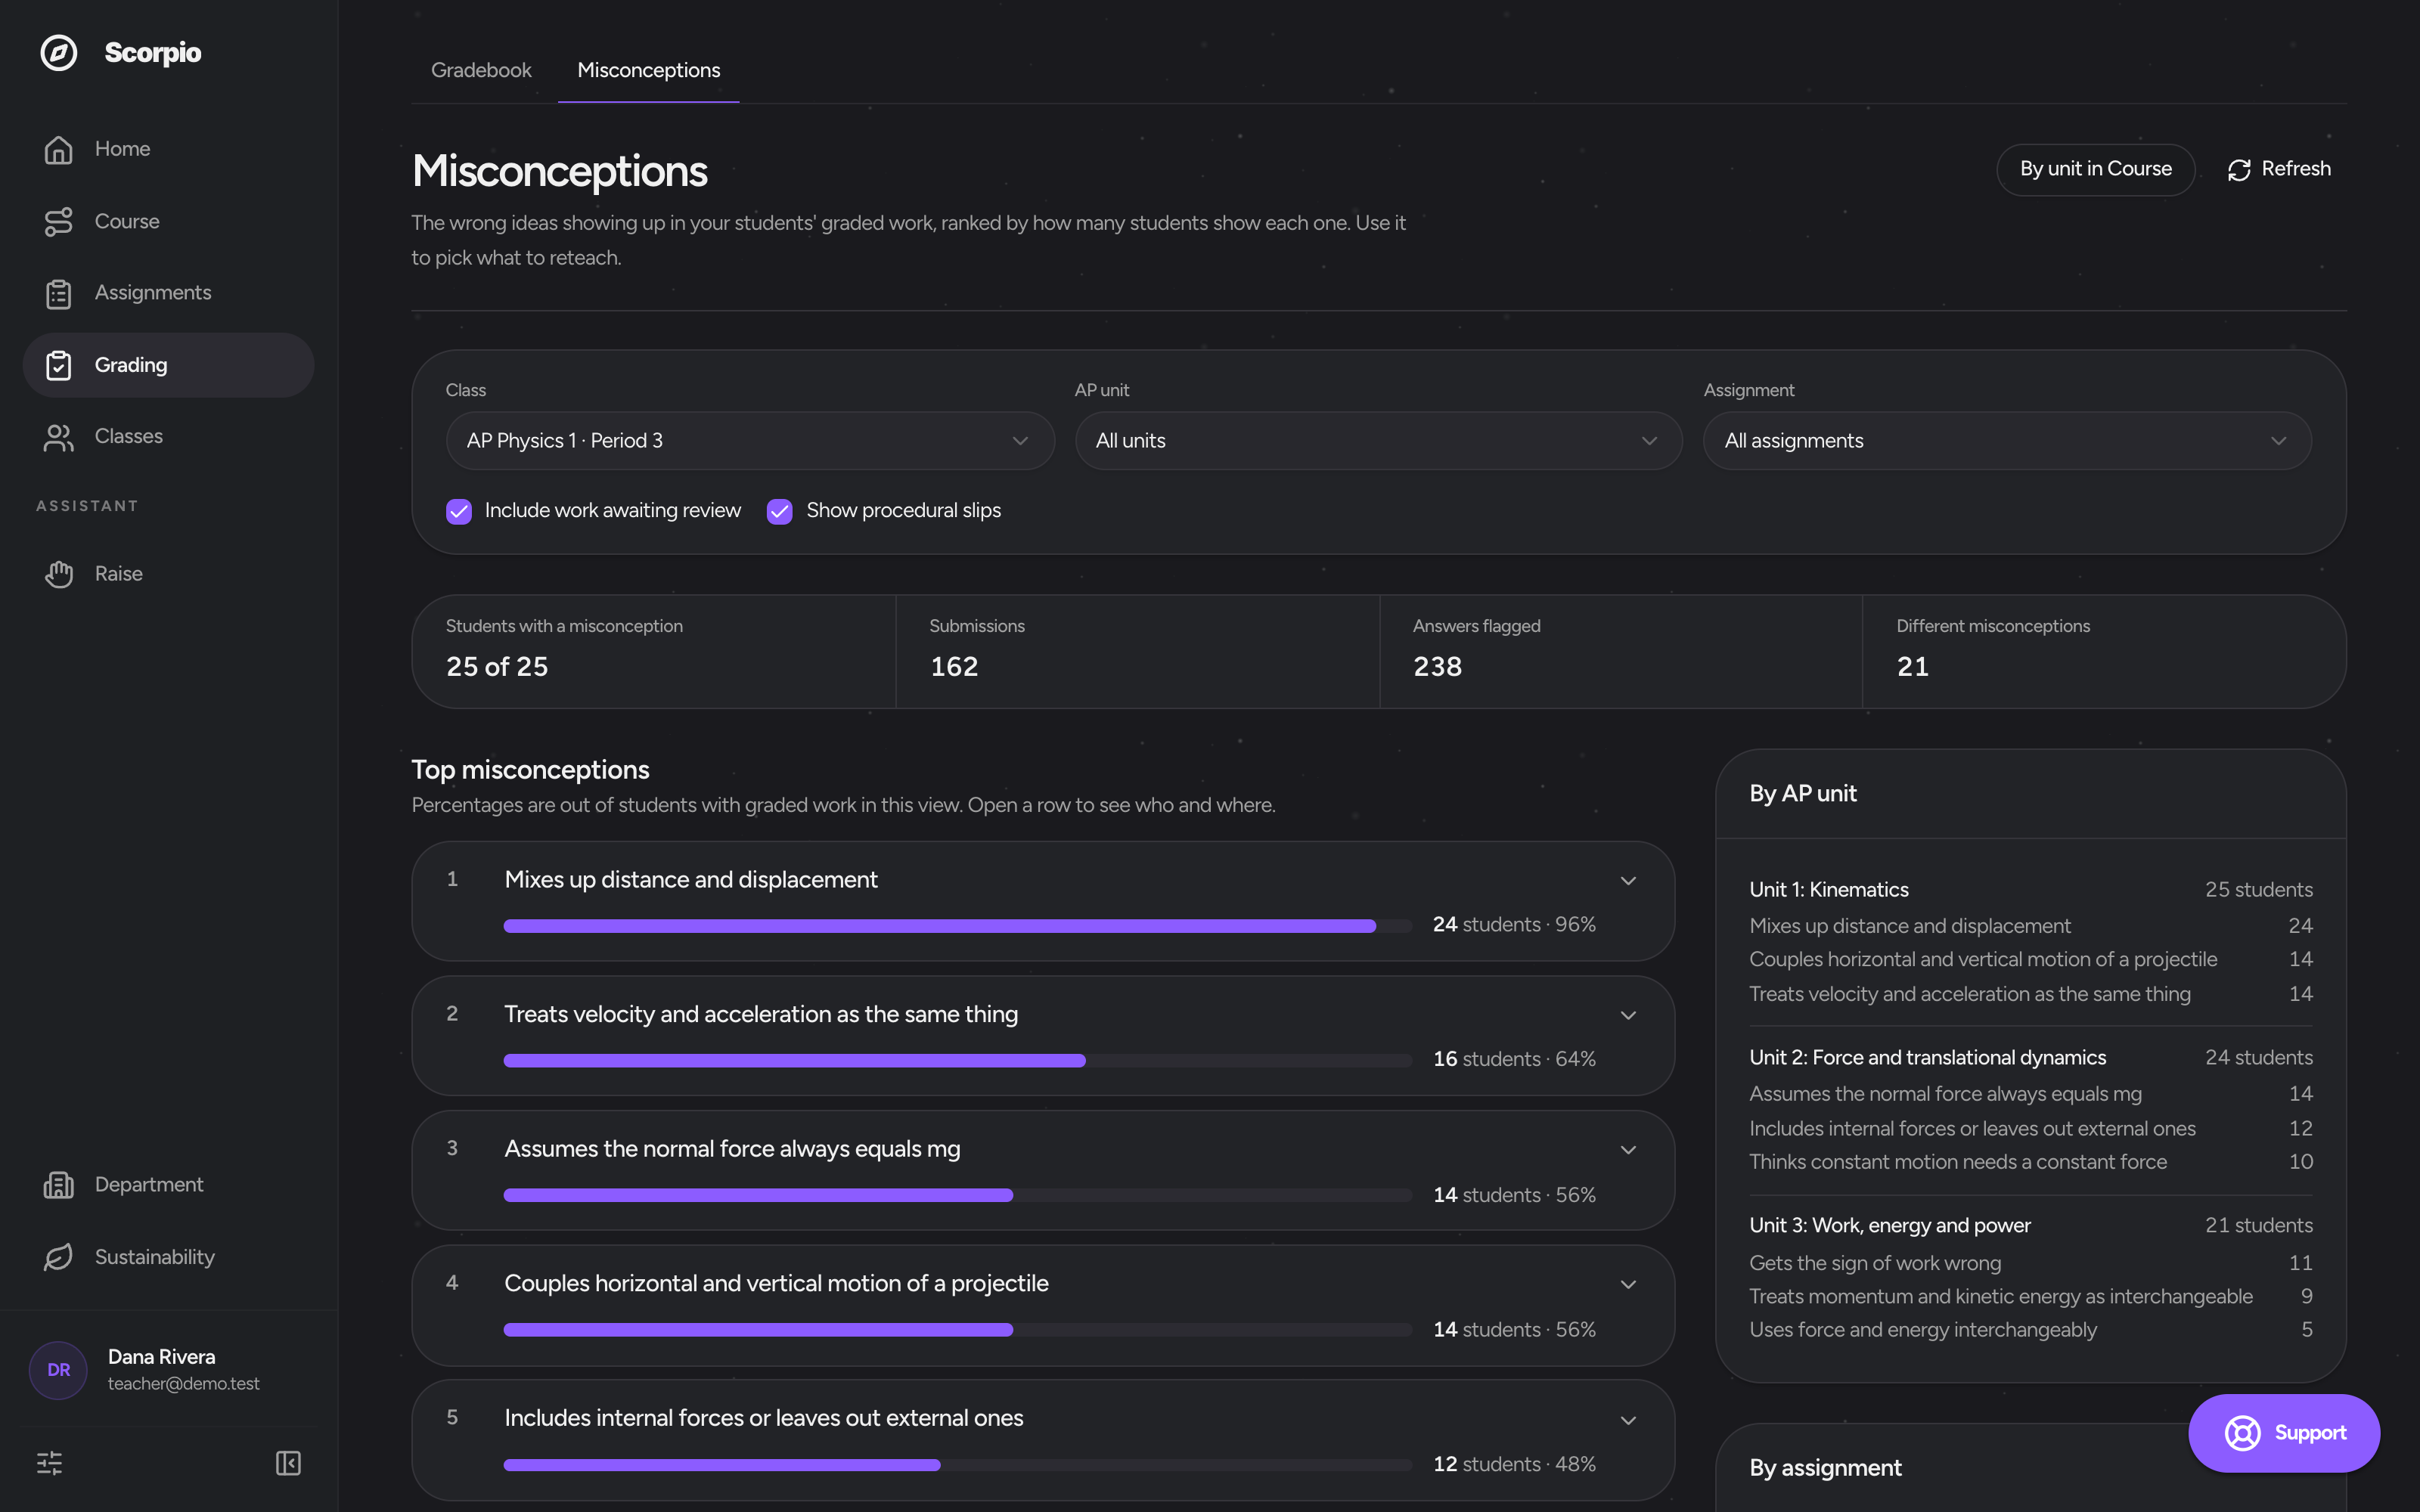 Scorpio
Home
Course
Assignments
Grading
Classes
ASSISTANT
Raise
Department
Sustainability
DR
Dana Rivera
teacher@demo.test
Gradebook
Misconceptions
Misconceptions
The wrong ideas showing up in your students' graded work, ranked by how many students show each one. Use it
to pick what to reteach.
By unit in Course
Refresh
Class
AP Physics 1 · Period 3
AP unit
All units
Assignment
All assignments
Include work awaiting review
Show procedural slips
Students with a misconception
25 of 25
Submissions
162
Answers flagged
238
Different misconceptions
21
Top misconceptions
Percentages are out of students with graded work in this view. Open a row to see who and where.
1 Mixes up distance and displacement
24 students · 96%
2 Treats velocity and acceleration as the same thing
16 students · 64%
3 Assumes the normal force always equals mg
14 students · 56%
4 Couples horizontal and vertical motion of a projectile
14 students · 56%
5 Includes internal forces or leaves out external ones
12 students · 48%
By AP unit
Unit 1: Kinematics 25 students
Mixes up distance and displacement 24
Couples horizontal and vertical motion of a projectile 14
Treats velocity and acceleration as the same thing 14
Unit 2: Force and translational dynamics 24 students
Assumes the normal force always equals mg 14
Includes internal forces or leaves out external ones 12
Thinks constant motion needs a constant force 10
Unit 3: Work, energy and power 21 students
Gets the sign of work wrong 11
Treats momentum and kinetic energy as interchangeable 9
Uses force and energy interchangeably 5
By assignment
Support